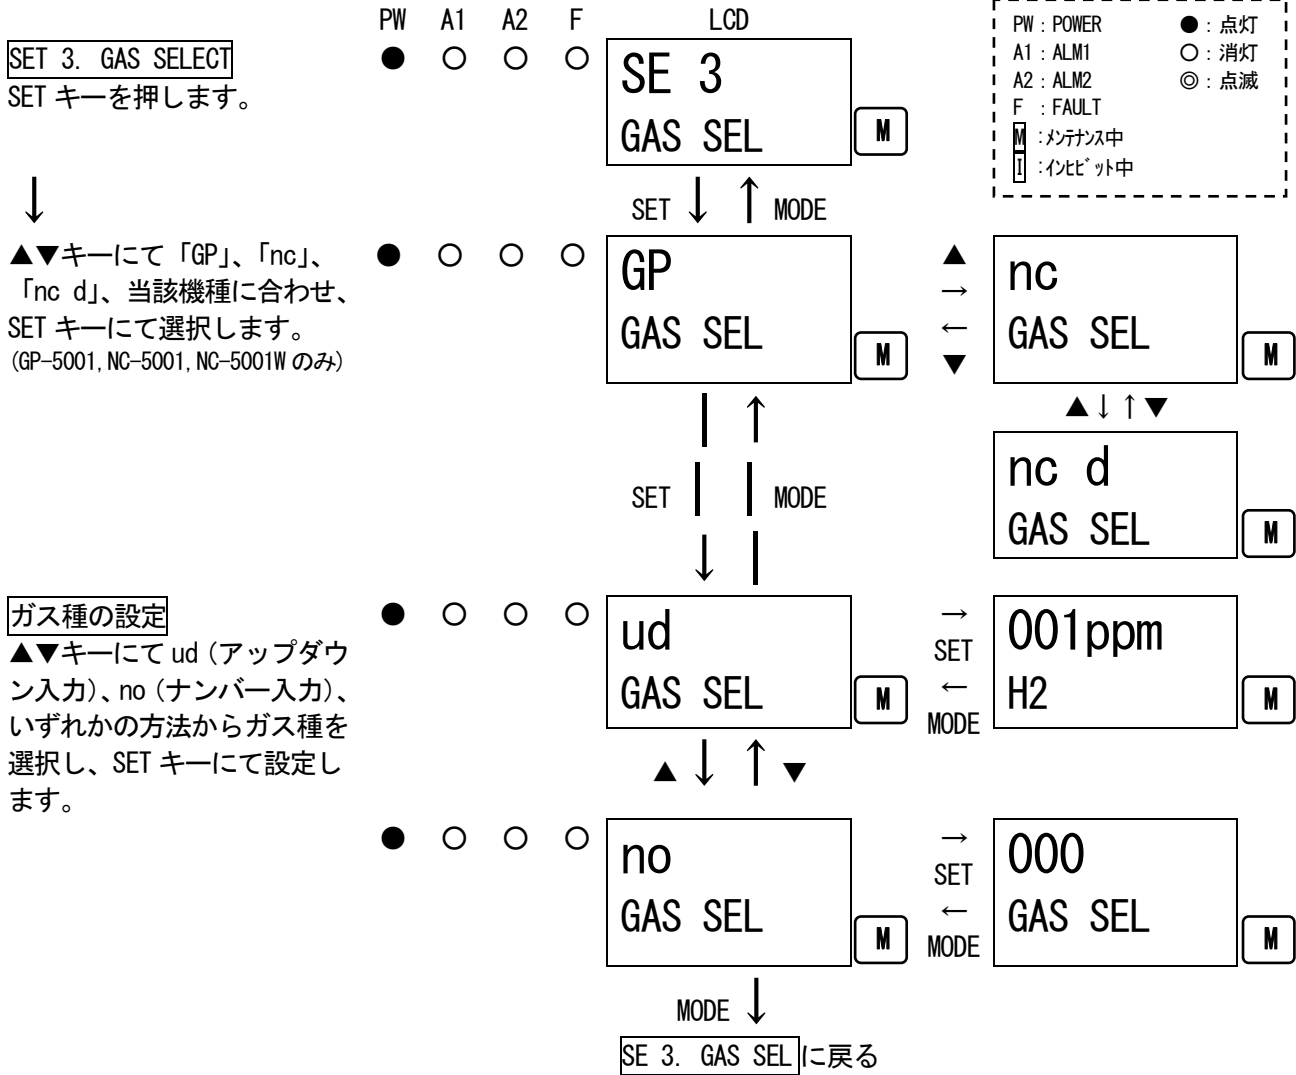 PW A1 A2 F LCD
PW : POWER ● : 点灯
A1 : ALM1 ○ : 消灯
A2 : ALM2 ◎ : 点滅
F : FAULT
M :メンテナンス中
I :インヒビット中
SET 3. GAS SELECT
SET キーを押します。
● ○ ○ ○
SE 3
GAS SEL
M
↓
SET ↓ ↑ MODE
▲▼キーにて「GP」、「nc」、
「nc d」、当該機種に合わせ、
SET キーにて選択します。
(GP-5001, NC-5001, NC-5001W のみ)
● ○ ○ ○
GP
GAS SEL
M
▲
→
←
▼
nc
GAS SEL
M
▲↓↑▼
nc d
GAS SEL
M
SET ↓ ↑ MODE
ガス種の設定
▲▼キーにて ud (アップダウ
ン入力)、no (ナンバー入力)、
いずれかの方法からガス種を
選択し、SET キーにて設定し
ます。
● ○ ○ ○
ud
GAS SEL
M
→
SET
←
MODE
001ppm
H2
M
▲ ↓ ↑ ▼
● ○ ○ ○
no
GAS SEL
M
→
SET
←
MODE
000
GAS SEL
M
MODE ↓
SE 3. GAS SEL に戻る